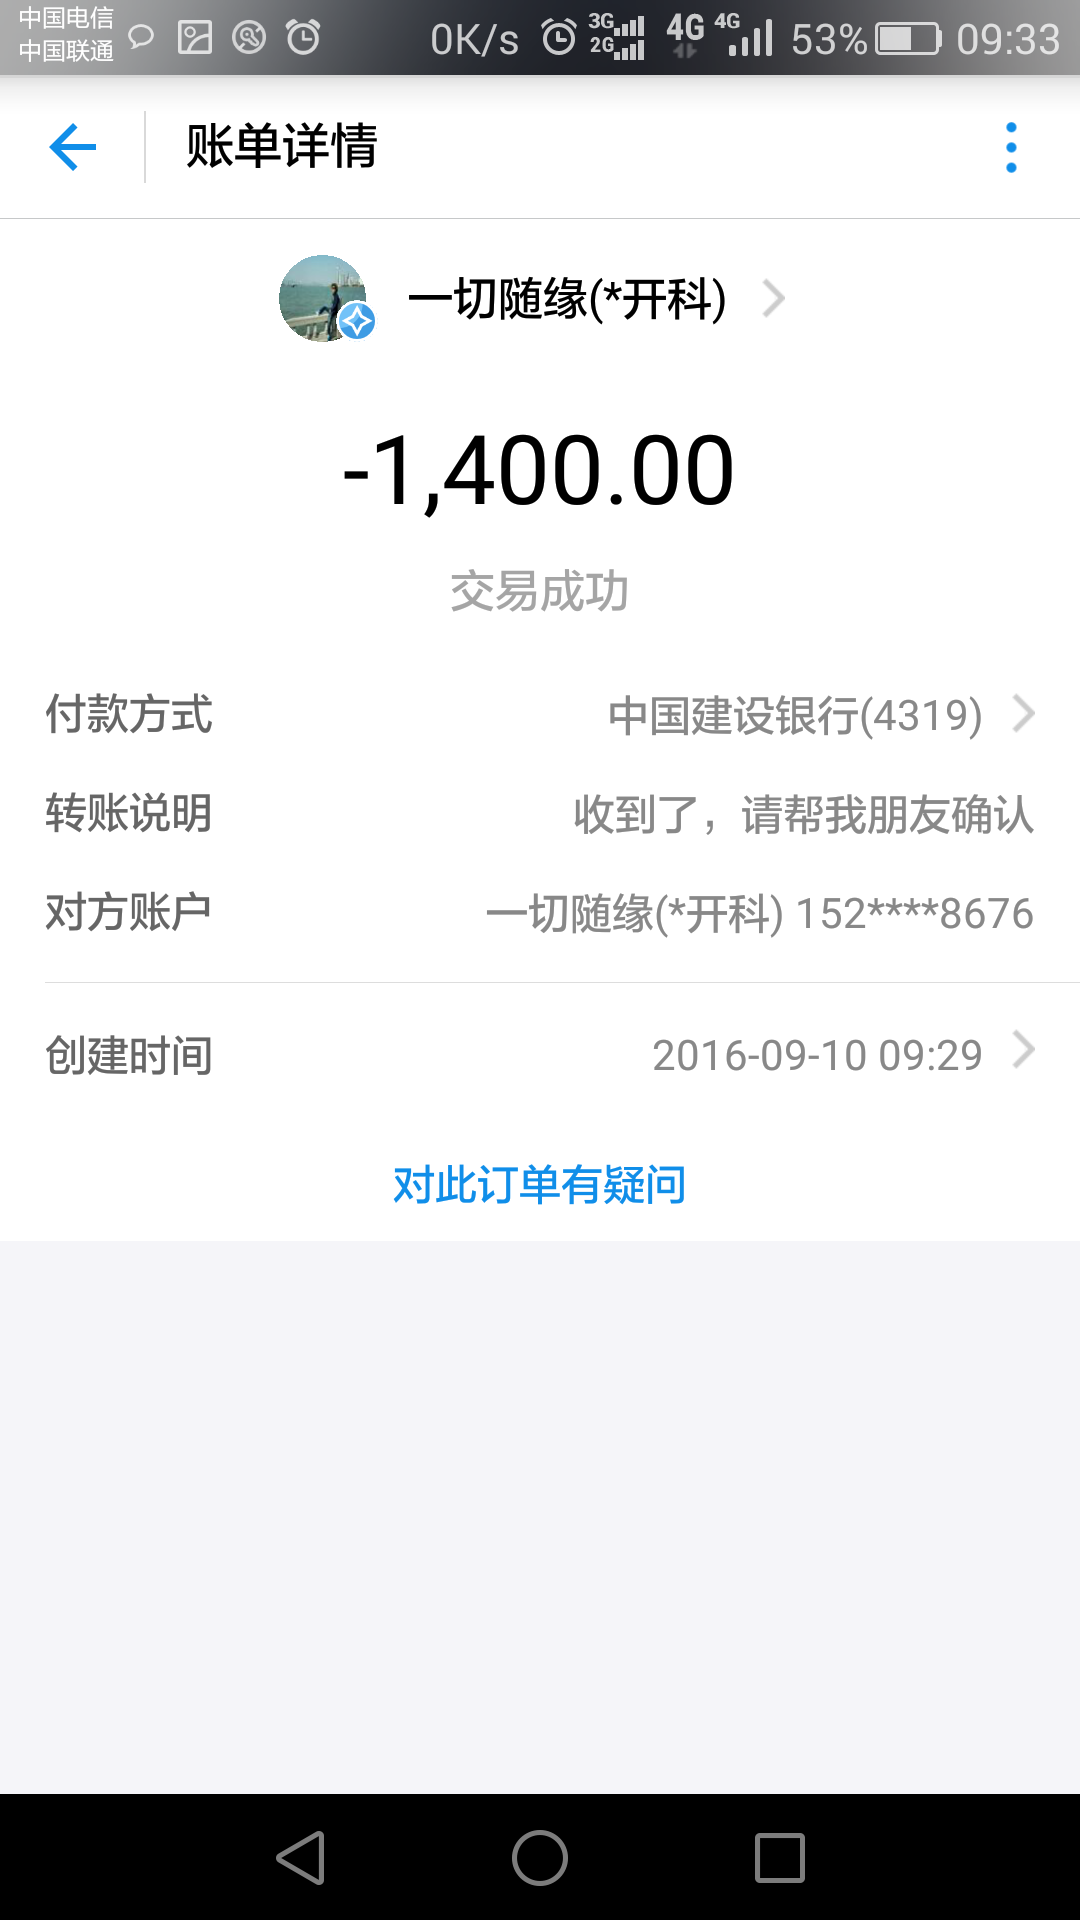 中国电信
中国联通
0K/s 3G 2G 4G 4G 53% 09:33
账单详情
一切随缘(*开科)
-1,400.00
交易成功
付款方式 中国建设银行(4319)
转账说明 收到了，请帮我朋友确认
对方账户 一切随缘(*开科) 152****8676
创建时间 2016-09-10 09:29
对此订单有疑问